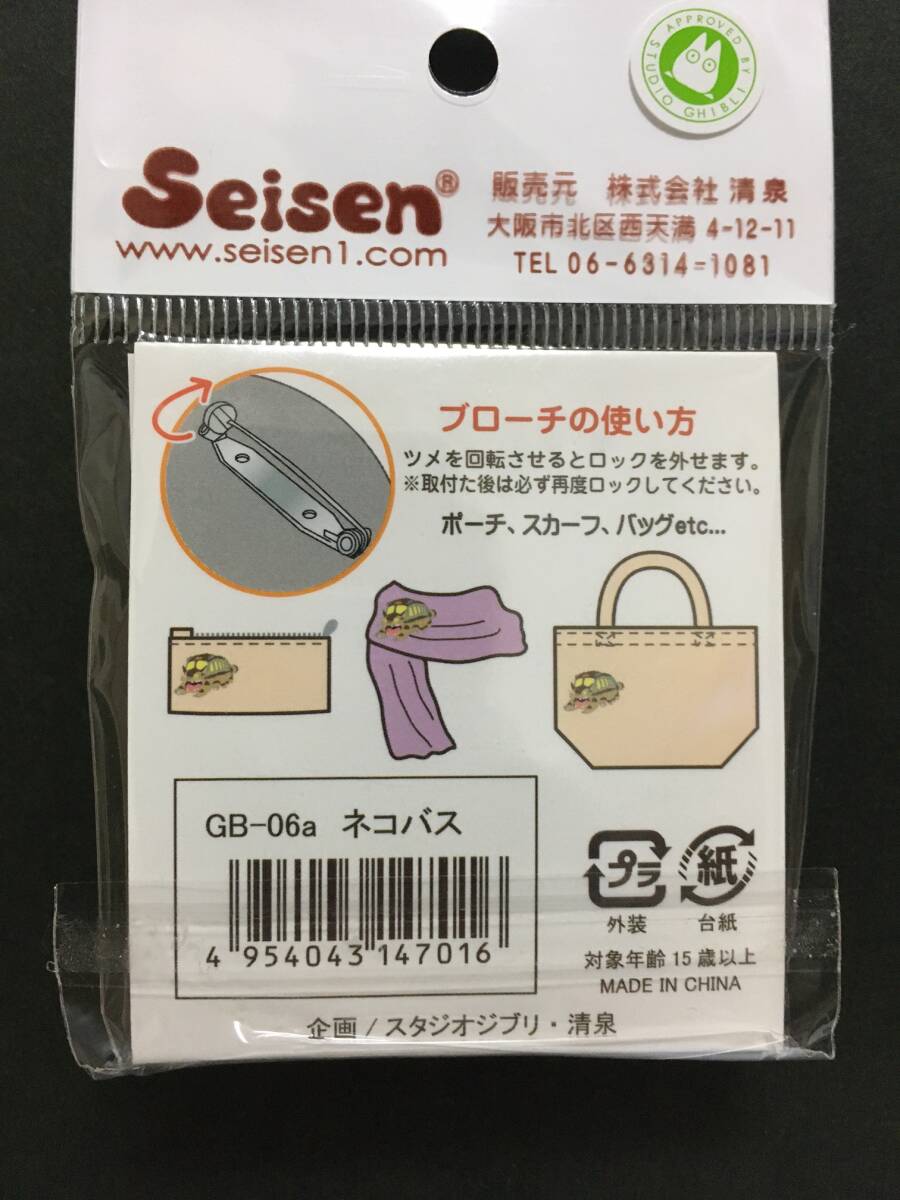 APPROVED BY
STUDIO GHIBLI
Seisen®
www.seisen1.com
販売元 株式会社 清泉
大阪市北区西天満 4-12-11
TEL 06-6314-1081
ブローチの使い方
ツメを回転させるとロックを外せます。
※取付た後は必ず再度ロックしてください。
ポーチ、スカーフ、バッグetc...
GB-06a ネコバス
4 954043 147016
プラ
外装
紙
台紙
対象年齢 15 歳以上
MADE IN CHINA
企画 / スタジオジブリ・清泉